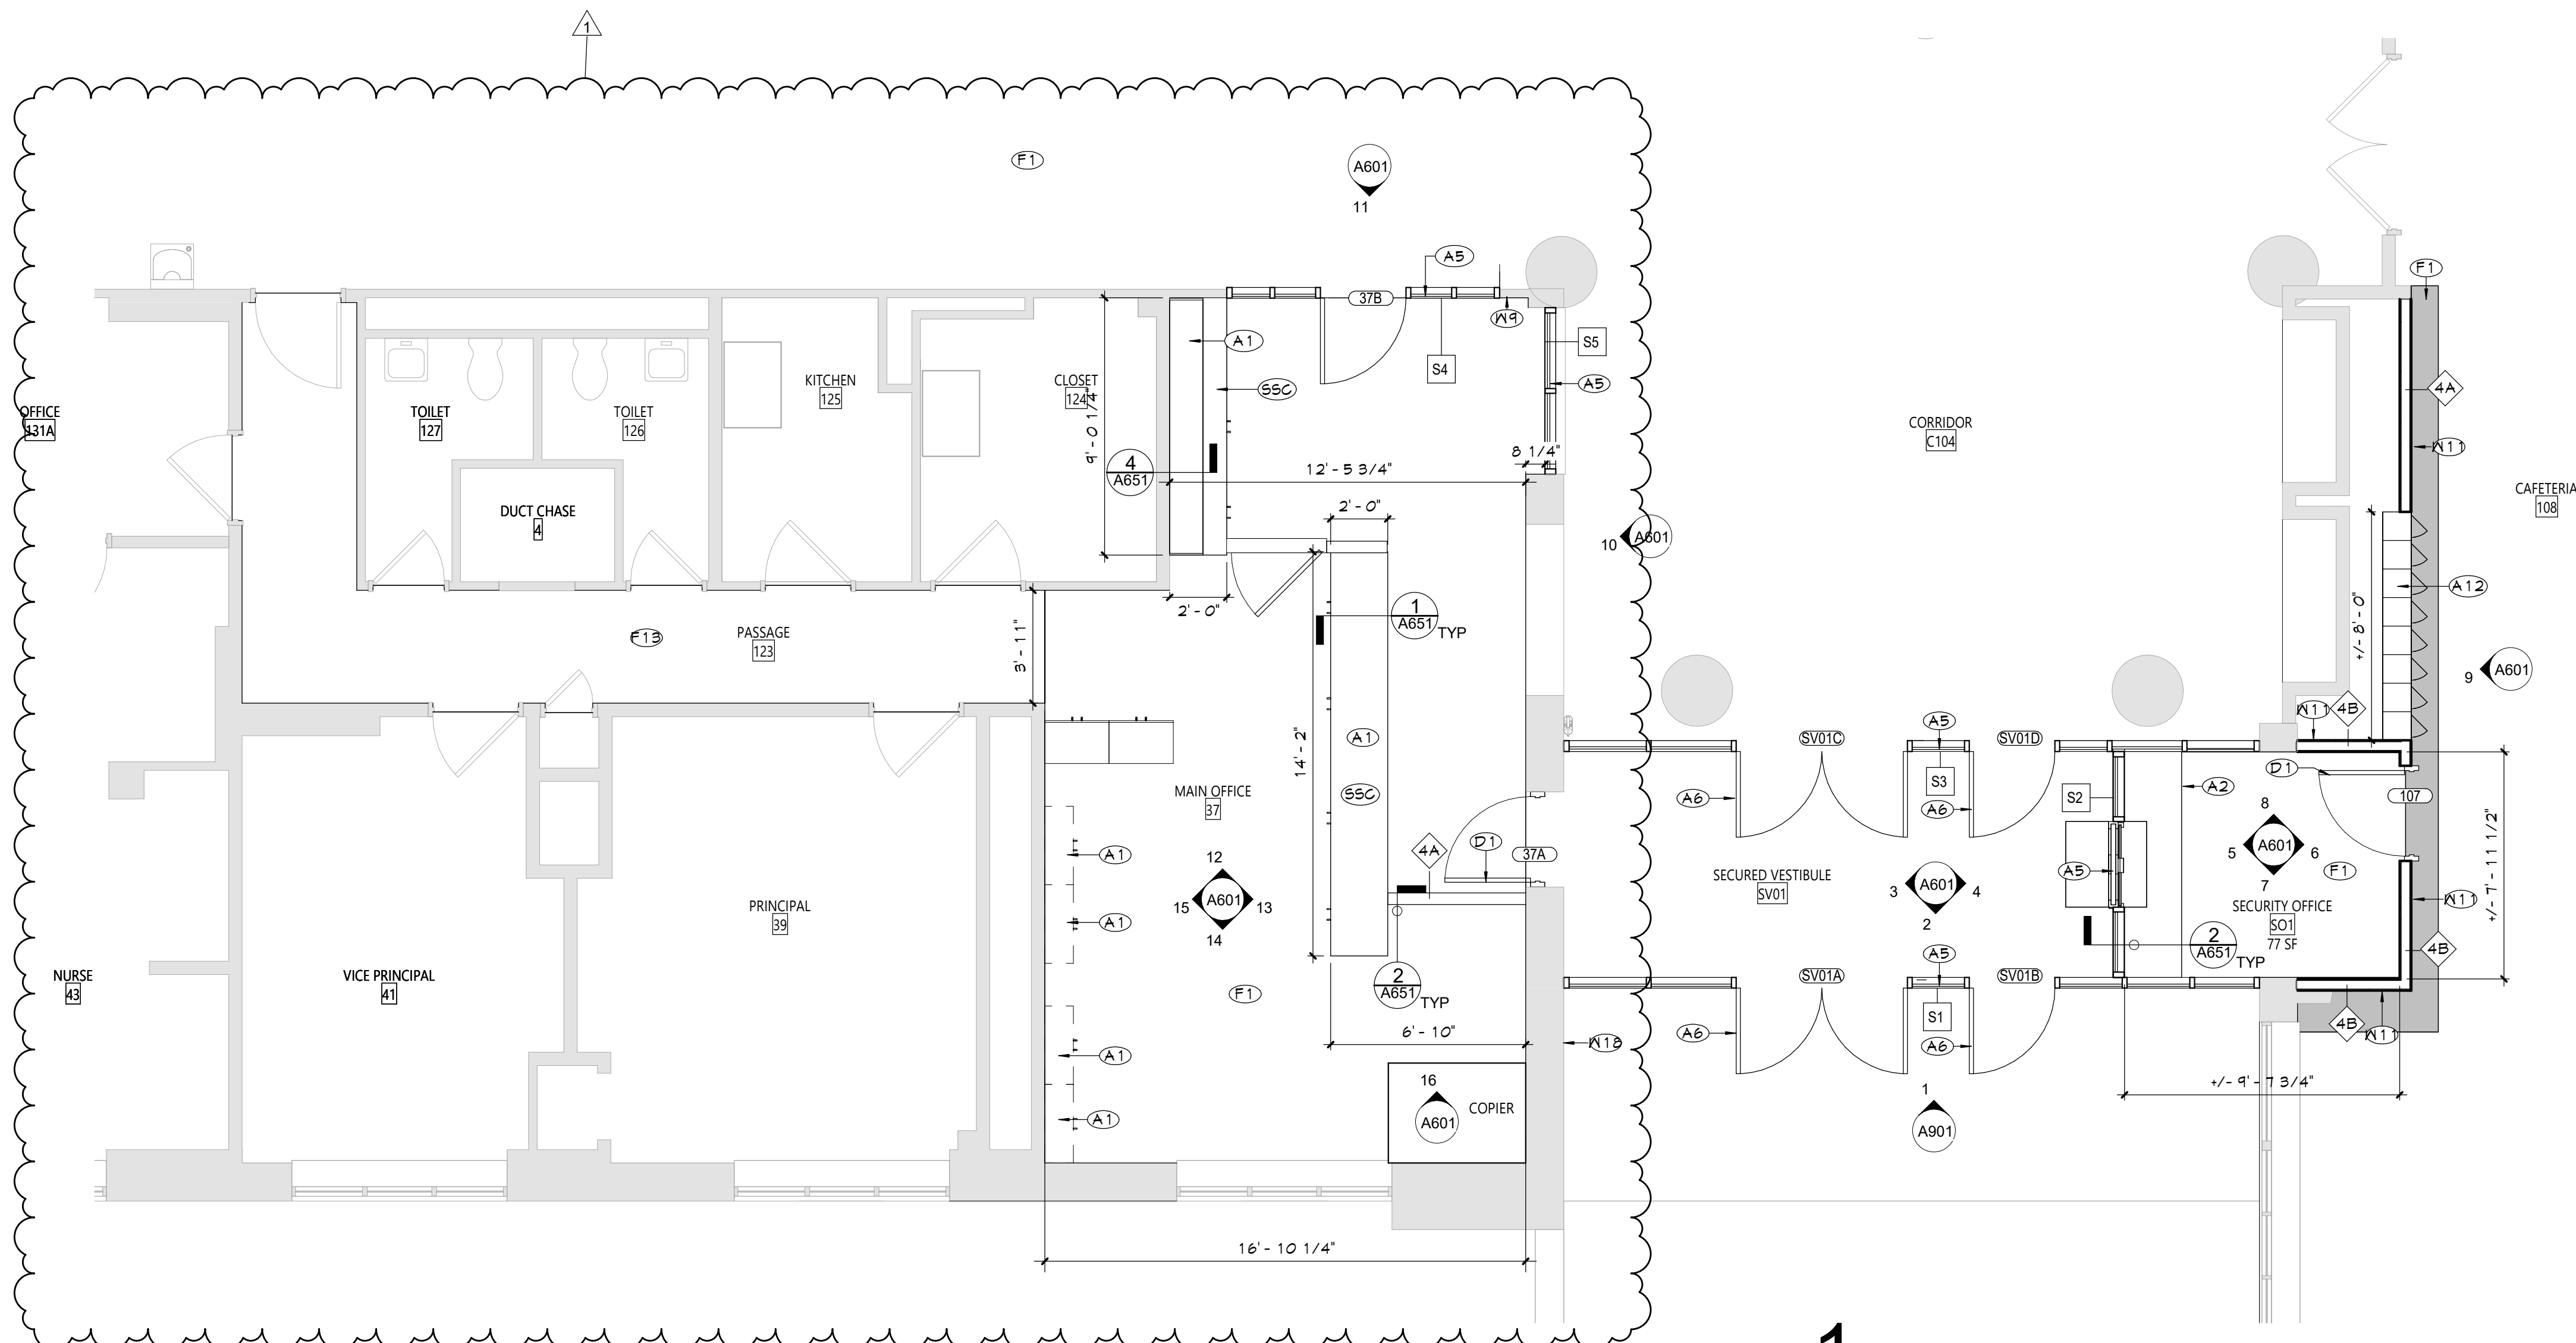 1
F1
A601
11
A5
37B
W9
S4
S5
A5
A1
SSC
9' - 0 1/4"
4
A651
12' - 5 3/4"
8 1/4"
2' - 0"
2' - 0"
1
A651
TYP
10
A601
OFFICE
131A
TOILET
127
TOILET
126
KITCHEN
125
CLOSET
124
DUCT CHASE
4
F13
PASSAGE
123
3' - 11"
14' - 2"
A1
SSC
MAIN OFFICE
37
4A
D1
37A
A1
A1
A1
A1
12
15
A601
13
14
F1
2
A651
TYP
6' - 10"
16
A601
COPIER
16' - 10 1/4"
NURSE
43
VICE PRINCIPAL
41
PRINCIPAL
39
CORRIDOR
C104
F1
4A
W11
CAFETERIA
108
A12
+/- 8' - 0"
9
A601
W11
4B
SV01C
A5
S3
SV01D
A6
A6
S2
A2
D1
107
SECURED VESTIBULE
SV01
3
A601
4
2
A5
8
5
A601
6
7
F1
SECURITY OFFICE
SO1
77 SF
2
A651
TYP
W11
4B
+/- 7' - 11 1/2"
SV01A
A5
S1
SV01B
A6
A6
W18
4B
W11
+/- 9' - 7 3/4"
1
A901
1